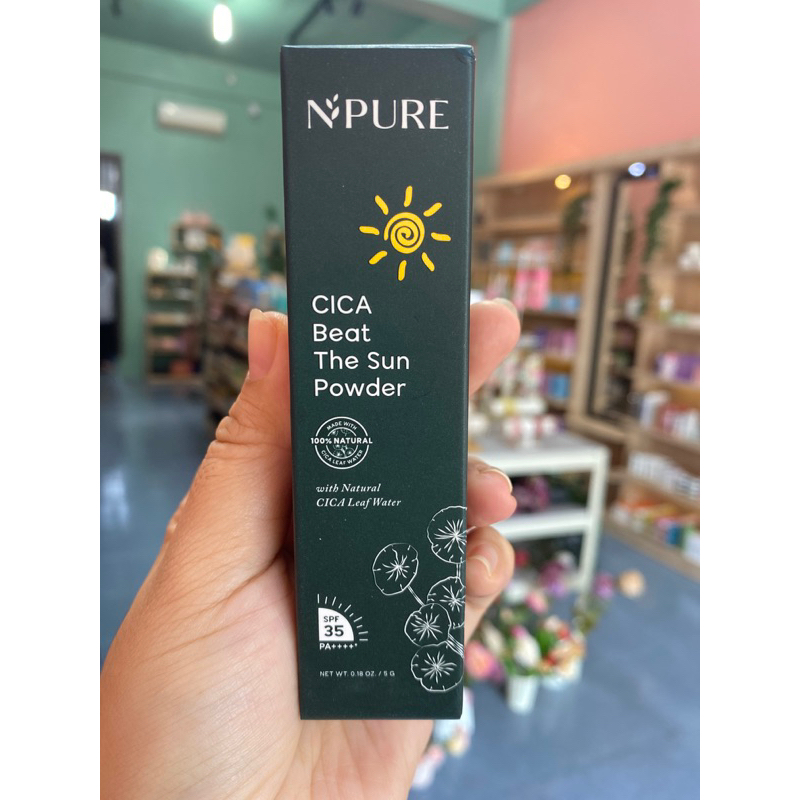 NPURE
CICA
Beat
The Sun
Powder
MADE WITH
100% NATURAL
CICA LEAF WATER
with Natural
CICA Leaf Water
SPF
35
PA++++*
NET WT. 0.18 OZ. / 5 G